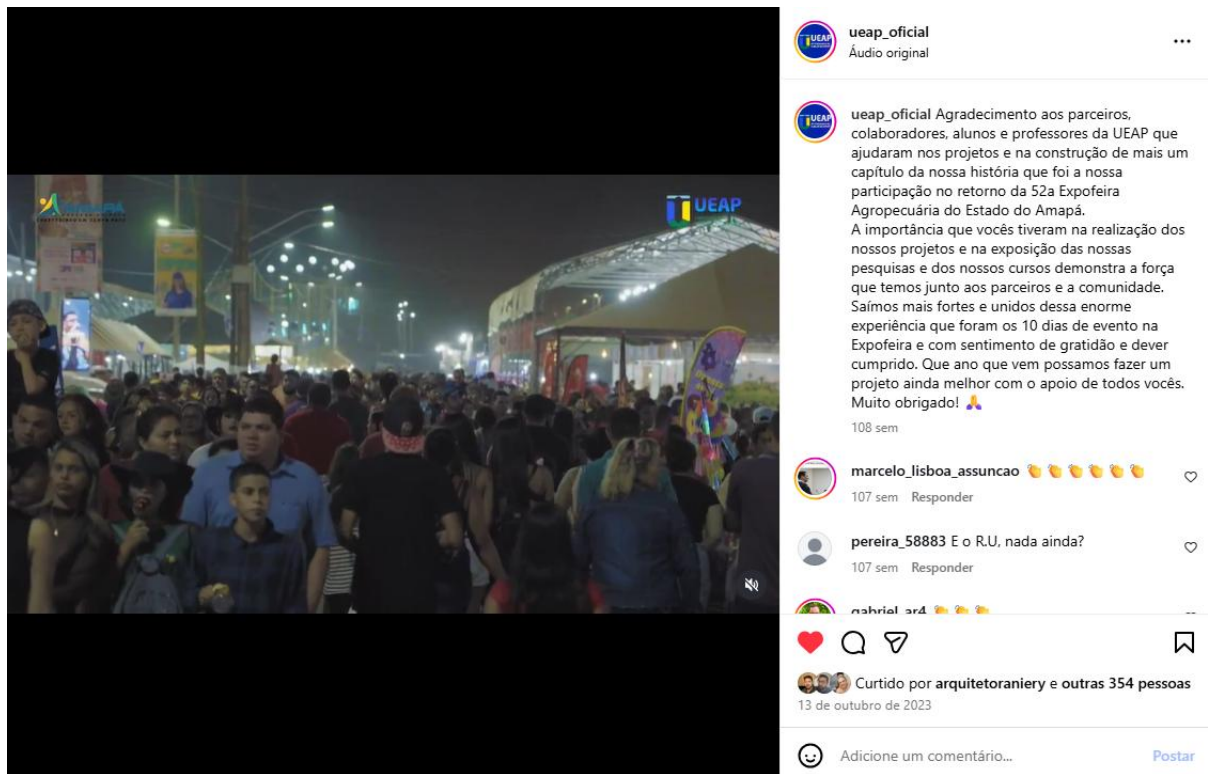 ueap_oficial
Áudio original
ueap_oficial Agradecimento aos parceiros,
colaboradores, alunos e professores da UEAP que
ajudaram nos projetos e na construção de mais um
capítulo da nossa história que foi a nossa
participação no retorno da 52a Expofeira
Agropecuária do Estado do Amapá.
A importância que vocês tiveram na realização dos
nossos projetos e na exposição das nossas
pesquisas e dos nossos cursos demonstra a força
que temos junto aos parceiros e a comunidade.
Saímos mais fortes e unidos dessa enorme
experiência que foram os 10 dias de evento na
Expofeira e com sentimento de gratidão e dever
cumprido. Que ano que vem possamos fazer um
projeto ainda melhor com o apoio de todos vocês.
Muito obrigado! 🙏
108 sem
marcelo_lisboa_assuncao 👏 👏 👏 👏 👏 👏
107 sem Responder
pereira_58883 E o R.U, nada ainda?
107 sem Responder
gabriel_ar4 👏 👏 👏
Curtido por arquitetoraniery e outras 354 pessoas
13 de outubro de 2023
Adicione um comentário...
Postar
UEAP
UEAP
UEAP